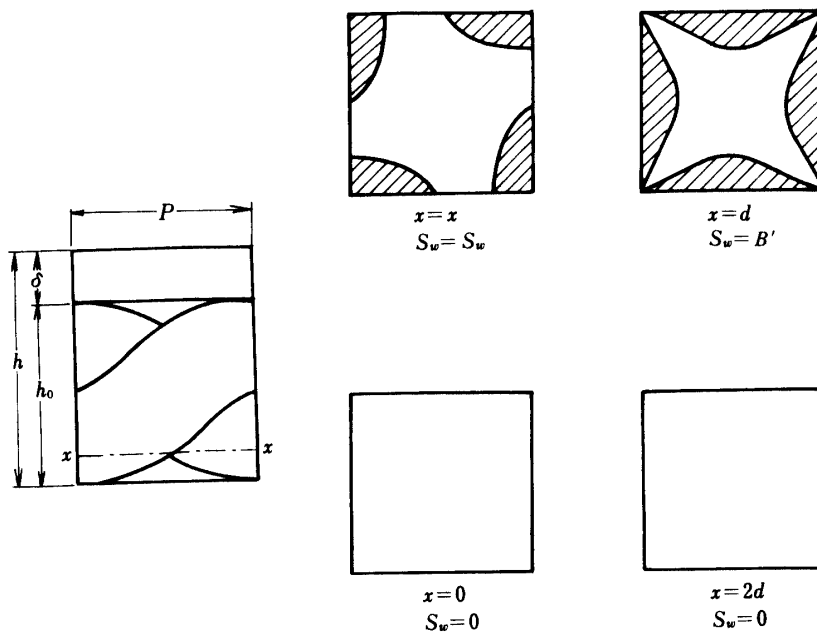 x=x
S_w=S_w
x=d
S_w=B′
P
δ
h
h₀
x
x
x=0
S_w=0
x=2d
S_w=0